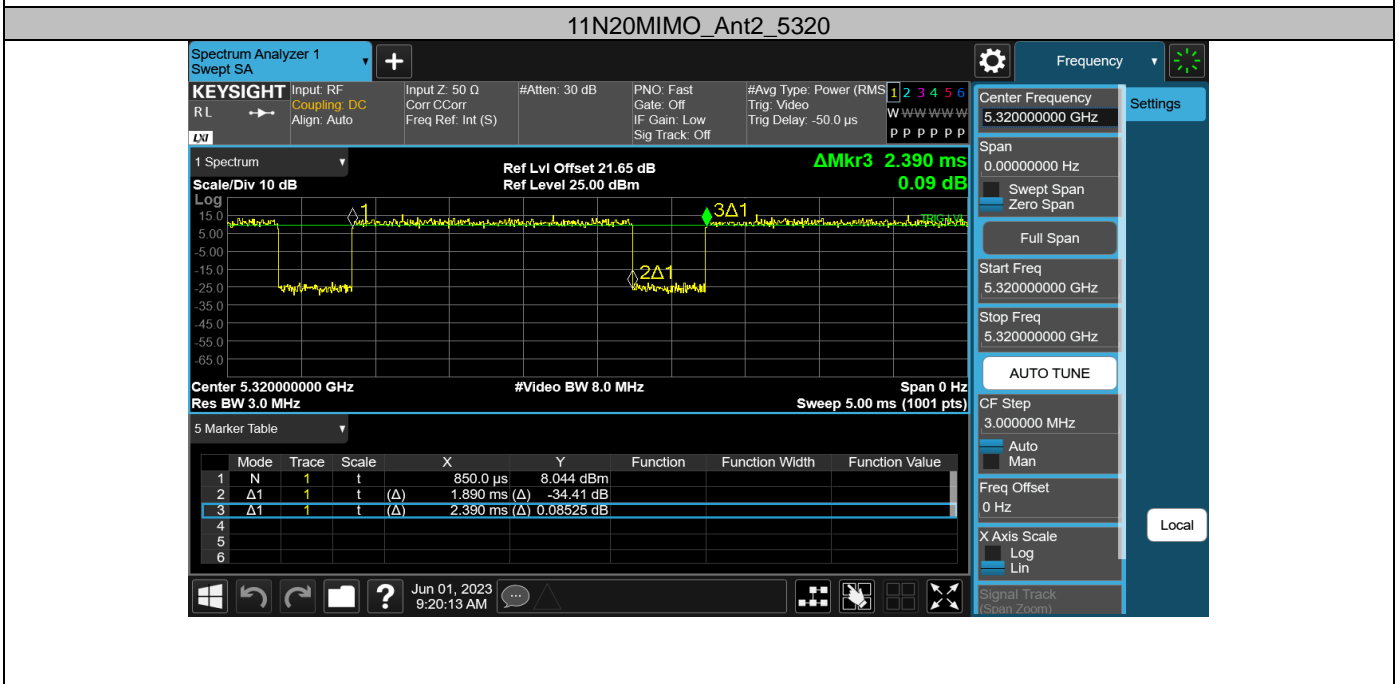 11N20MIMO_Ant2_5320
Spectrum Analyzer 1
Swept SA
Frequency
KEYSIGHT
R L
LXI
Input: RF
Coupling: DC
Align: Auto
Input Z: 50 Ω
Corr CCorr
Freq Ref: Int (S)
#Atten: 30 dB
PNO: Fast
Gate: Off
IF Gain: Low
Sig Track: Off
#Avg Type: Power (RMS
Trig: Video
Trig Delay: -50.0 µs
1 2 3 4 5 6
W W W W W W
P P P P P P
1 Spectrum
Scale/Div 10 dB
Ref Lvl Offset 21.65 dB
Ref Level 25.00 dBm
ΔMkr3 2.390 ms
0.09 dB
Log
15.0
5.00
-5.00
-15.0
-25.0
-35.0
-45.0
-55.0
-65.0
1
2Δ1
3Δ1
TRIG LVL
Center 5.320000000 GHz
#Video BW 8.0 MHz
Span 0 Hz
Res BW 3.0 MHz
Sweep 5.00 ms (1001 pts)
5 Marker Table
Mode Trace Scale X Y Function Function Width Function Value
1 N 1 t 850.0 µs 8.044 dBm
2 Δ1 1 t (Δ) 1.890 ms (Δ) -34.41 dB
3 Δ1 1 t (Δ) 2.390 ms (Δ) 0.08525 dB
4
5
6
Jun 01, 2023
9:20:13 AM
Center Frequency
5.320000000 GHz
Span
0.00000000 Hz
Swept Span
Zero Span
Full Span
Start Freq
5.320000000 GHz
Stop Freq
5.320000000 GHz
AUTO TUNE
CF Step
3.000000 MHz
Auto
Man
Freq Offset
0 Hz
X Axis Scale
Log
Lin
Signal Track
(Span Zoom)
Settings
Local